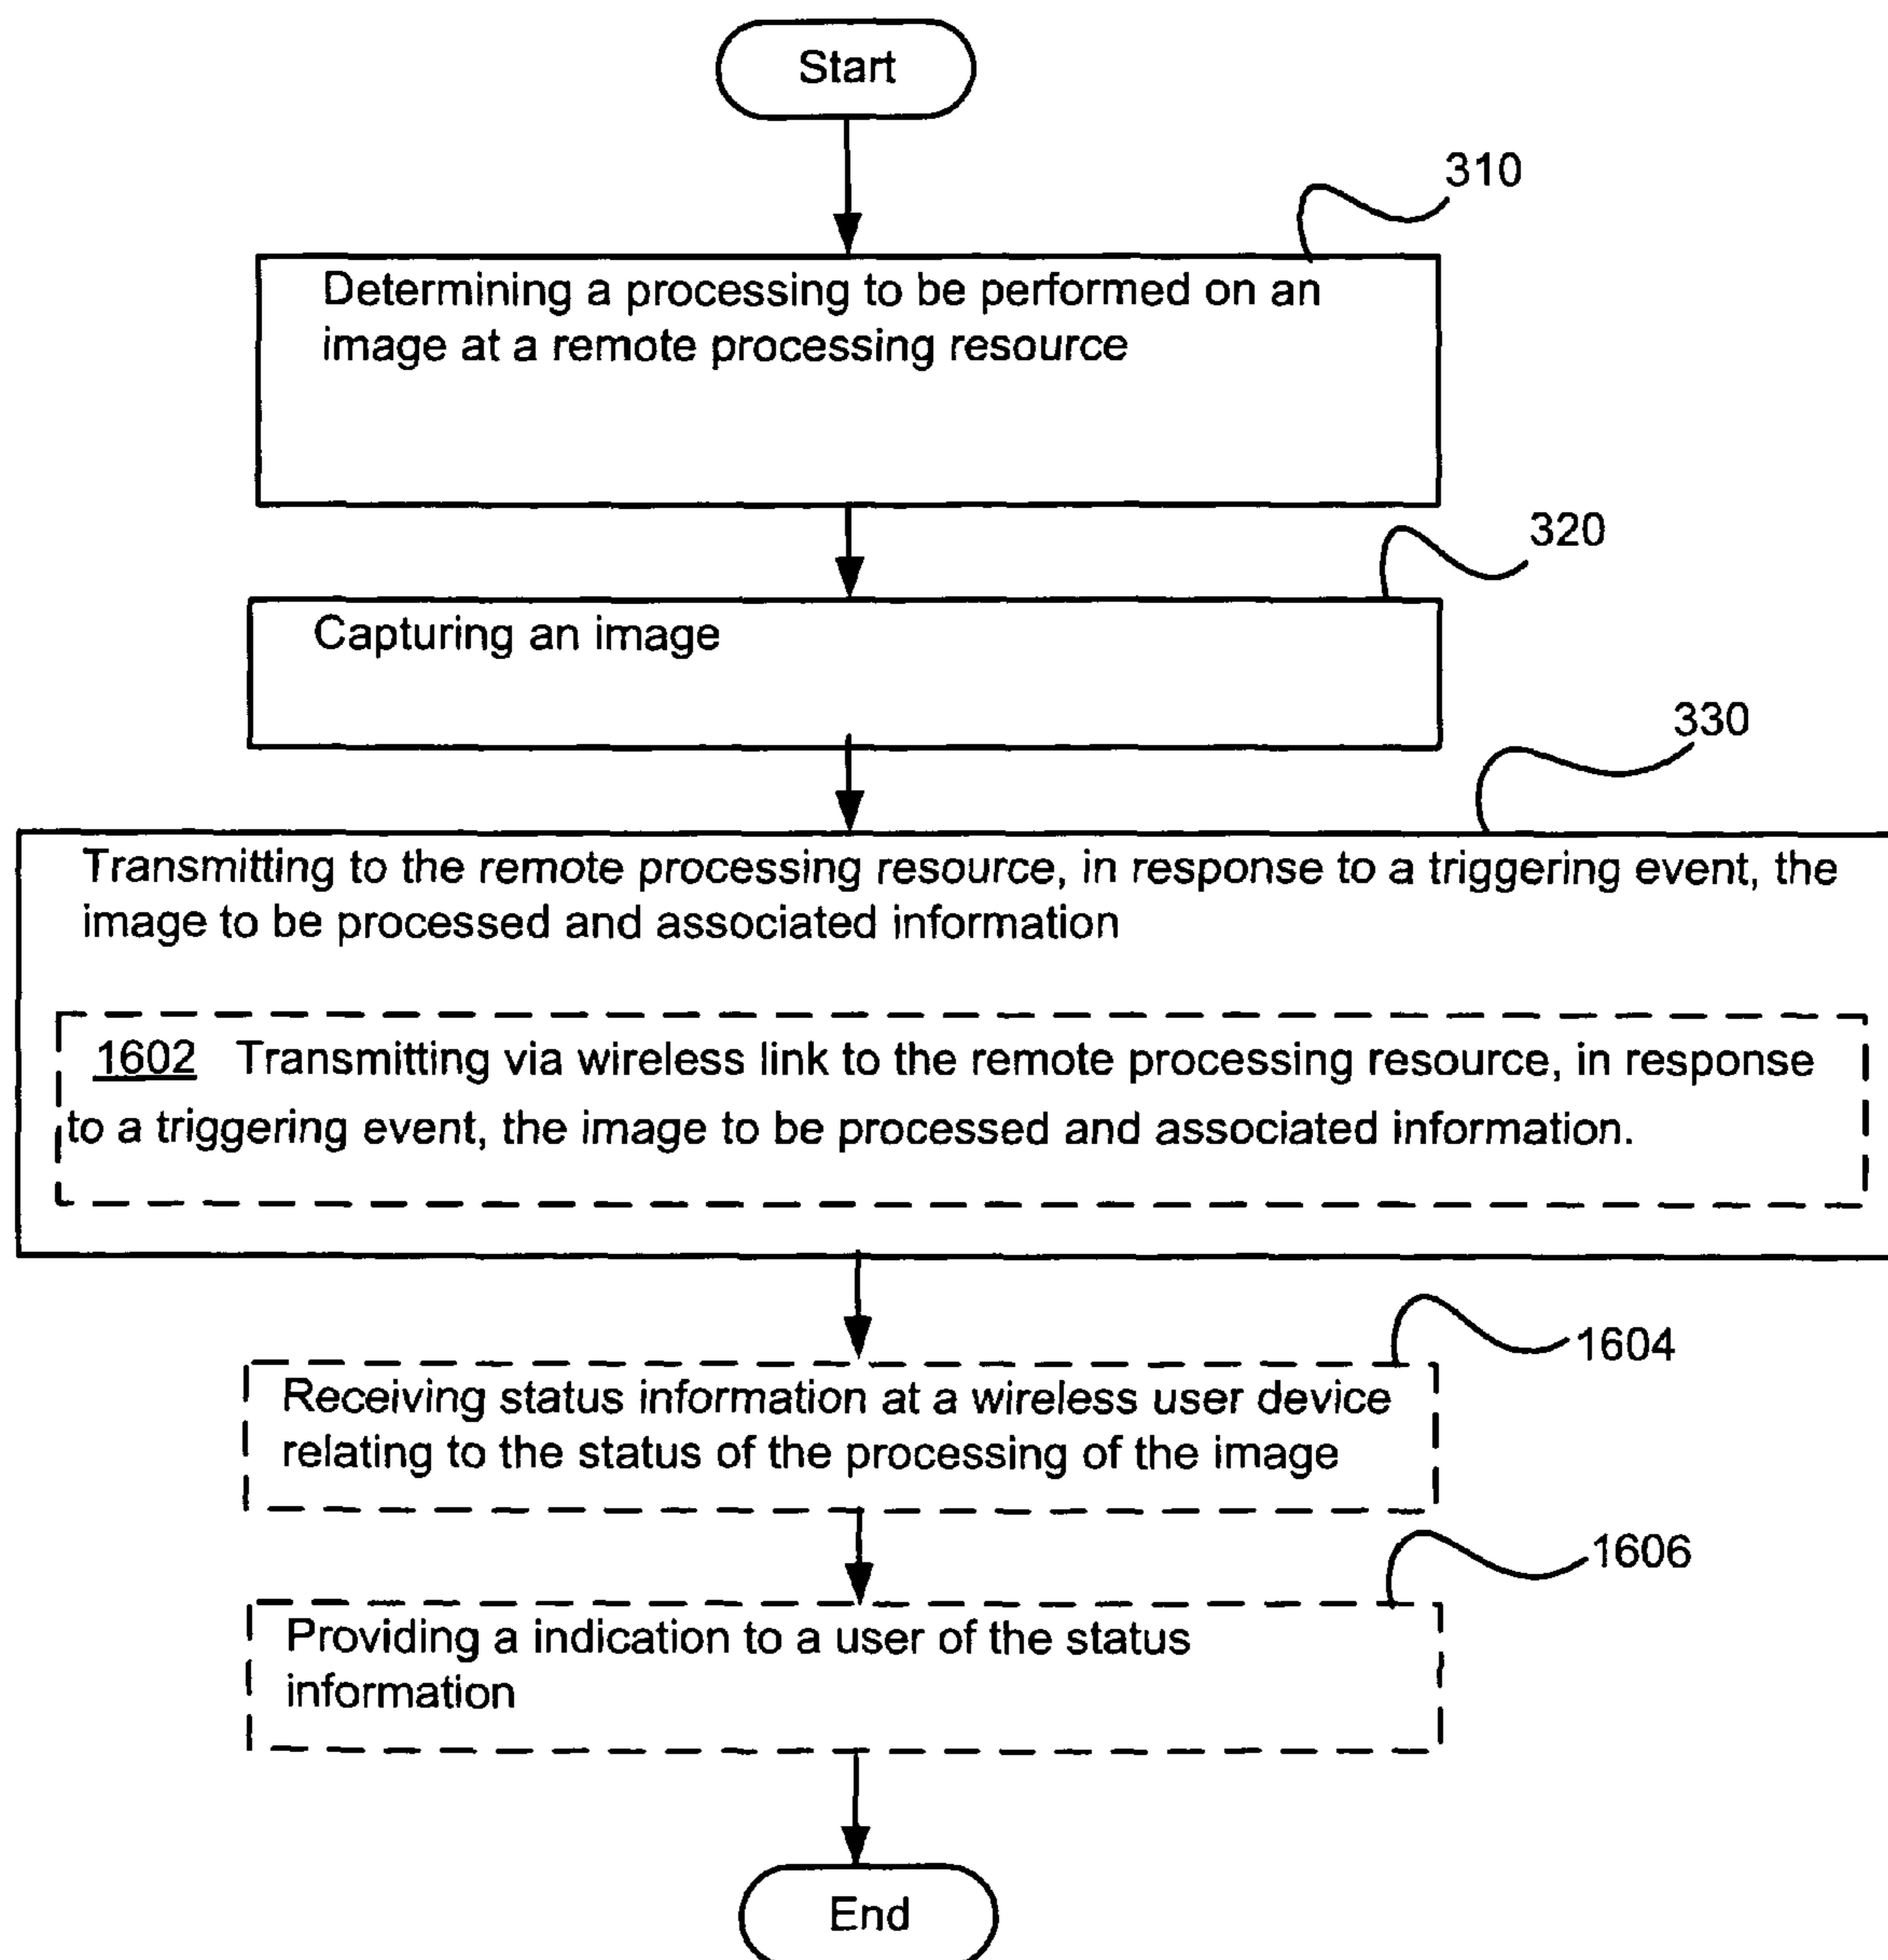 Start
310
Determining a processing to be performed on an
image at a remote processing resource
320
Capturing an image
330
Transmitting to the remote processing resource, in response to a triggering event, the
image to be processed and associated information
1602 Transmitting via wireless link to the remote processing resource, in response
to a triggering event, the image to be processed and associated information.
1604
Receiving status information at a wireless user device
relating to the status of the processing of the image
1606
Providing a indication to a user of the status
information
End